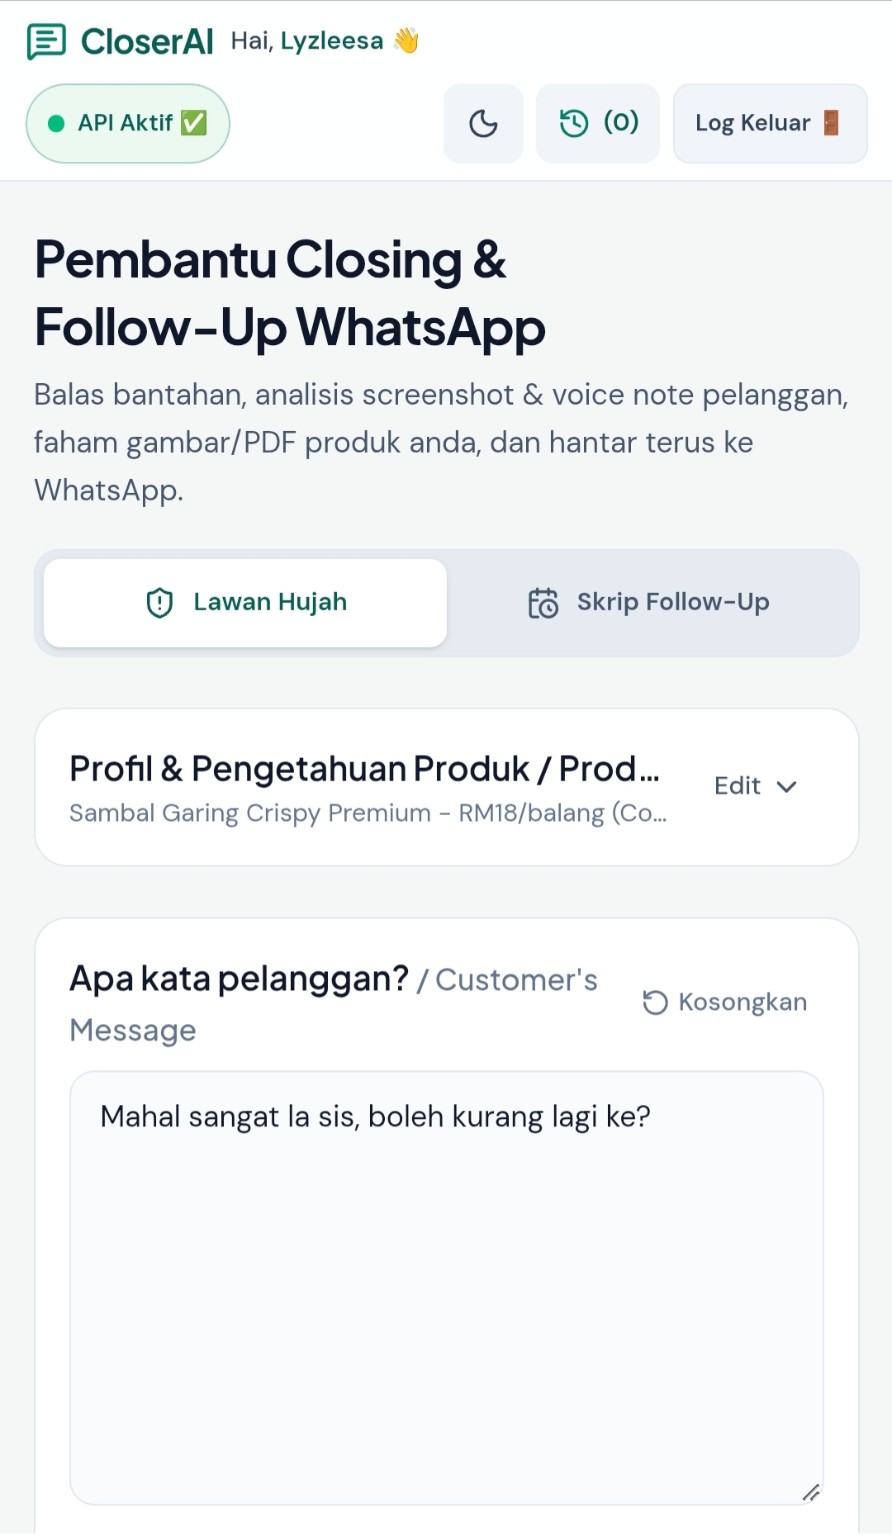 CloserAI Hai, Lyzleesa 👋
API Aktif ✅ (0) Log Keluar 🚪
Pembantu Closing &
Follow-Up WhatsApp
Balas bantahan, analisis screenshot & voice note pelanggan,
faham gambar/PDF produk anda, dan hantar terus ke
WhatsApp.
Lawan Hujah Skrip Follow-Up
Profil & Pengetahuan Produk / Prod...
Edit
Sambal Garing Crispy Premium - RM18/balang (Co...
Apa kata pelanggan? / Customer's
Message
Kosongkan
Mahal sangat la sis, boleh kurang lagi ke?